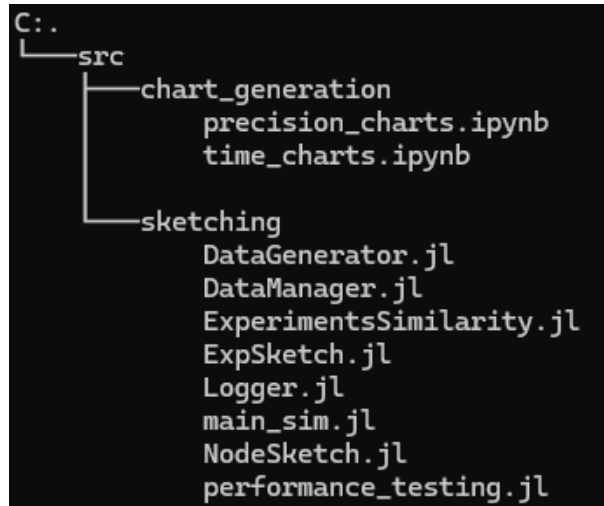 C:.
└───src
    ├───chart_generation
    │       precision_charts.ipynb
    │       time_charts.ipynb
    │
    └───sketching
            DataGenerator.jl
            DataManager.jl
            ExperimentsSimilarity.jl
            ExpSketch.jl
            Logger.jl
            main_sim.jl
            NodeSketch.jl
            performance_testing.jl